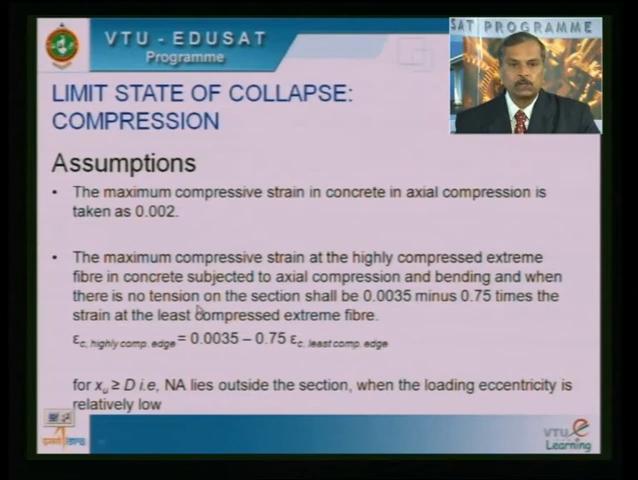 VTU - EDUSAT
Programme
SAT PROGRAMME
LIMIT STATE OF COLLAPSE:
COMPRESSION
Assumptions
• The maximum compressive strain in concrete in axial compression is
taken as 0.002.
• The maximum compressive strain at the highly compressed extreme
fibre in concrete subjected to axial compression and bending and when
there is no tension on the section shall be 0.0035 minus 0.75 times the
strain at the least compressed extreme fibre.
εc, highly comp. edge = 0.0035 – 0.75 εc, least comp. edge
for xu ≥ D i.e, NA lies outside the section, when the loading eccentricity is
relatively low
VTU e
Learning